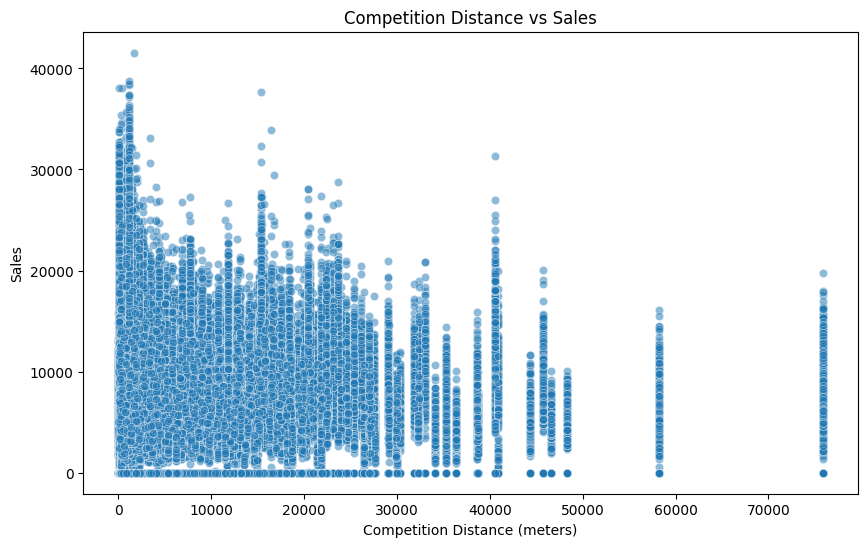 Competition Distance vs Sales
40000
30000
20000
10000
0
Sales
0 10000 20000 30000 40000 50000 60000 70000
Competition Distance (meters)